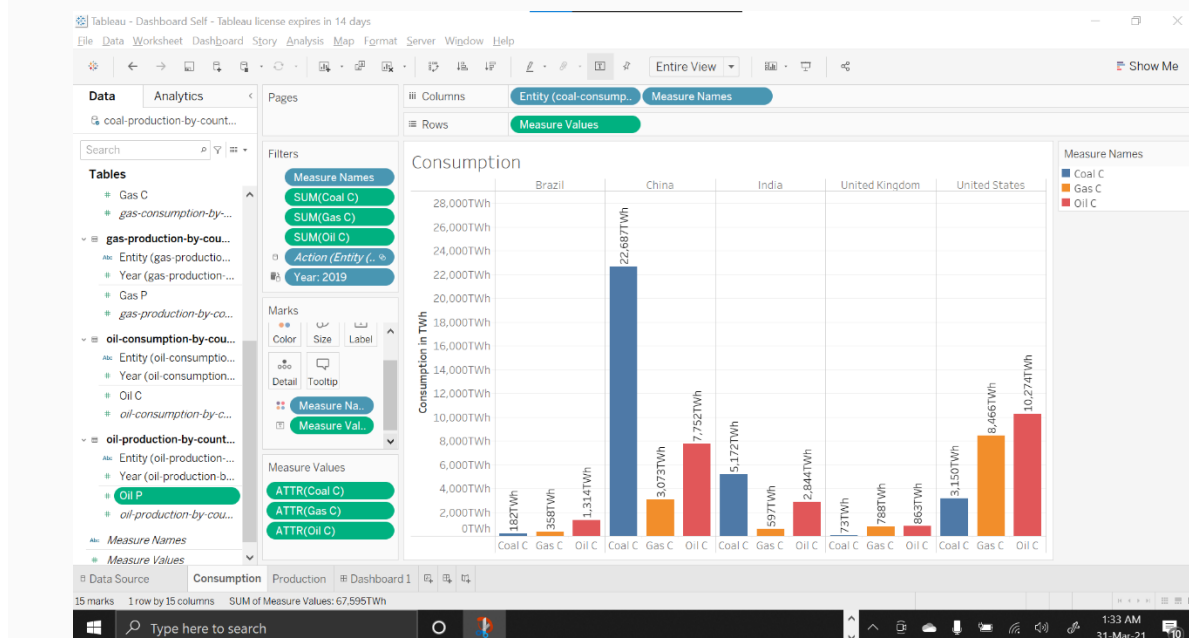 Tableau - Dashboard Self - Tableau license expires in 14 days
File Data Worksheet Dashboard Story Analysis Map Format Server Window Help
Entire View
Show Me
Data Analytics
coal-production-by-count...
Search
Tables
Gas C
gas-consumption-by-...
gas-production-by-cou...
Abc Entity (gas-productio...
Year (gas-production-...
Gas P
gas-production-by-co...
oil-consumption-by-cou...
Abc Entity (oil-consumptio...
Year (oil-consumption...
Oil C
oil-consumption-by-c...
oil-production-by-count...
Abc Entity (oil-production-...
Year (oil-production-b...
Oil P
oil-production-by-cou...
Abc Measure Names
Measure Values
Pages
Filters
Measure Names
SUM(Coal C)
SUM(Gas C)
SUM(Oil C)
Action (Entity (..
Year: 2019
Marks
Color Size Label
Detail Tooltip
Measure Na..
Measure Val..
Measure Values
ATTR(Coal C)
ATTR(Gas C)
ATTR(Oil C)
Columns Entity (coal-consump.. Measure Names
Rows Measure Values
Consumption
Brazil China India United Kingdom United States
Consumption in TWh
28,000TWh
26,000TWh
24,000TWh
22,000TWh
20,000TWh
18,000TWh
16,000TWh
14,000TWh
12,000TWh
10,000TWh
8,000TWh
6,000TWh
4,000TWh
2,000TWh
0TWh
182TWh
358TWh
1,314TWh
22,687TWh
3,073TWh
7,752TWh
5,172TWh
597TWh
2,844TWh
73TWh
788TWh
863TWh
3,150TWh
8,466TWh
10,274TWh
Coal C Gas C Oil C Coal C Gas C Oil C Coal C Gas C Oil C Coal C Gas C Oil C Coal C Gas C Oil C
Measure Names
Coal C
Gas C
Oil C
Data Source Consumption Production Dashboard 1
15 marks 1 row by 15 columns SUM of Measure Values: 67,595TWh
Type here to search
1:33 AM
31-Mar-21
10